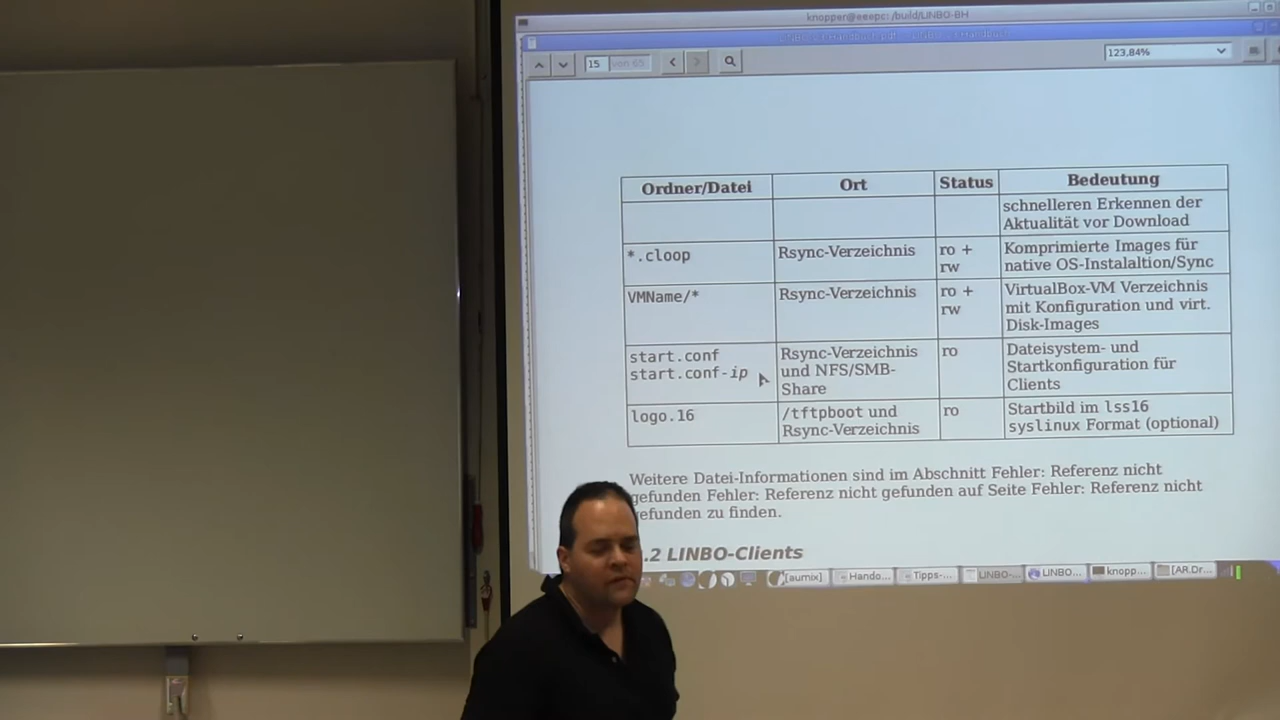 knopper@eeepc: /build/LINBO-BH
15 von 65
123,84%
Ordner/Datei Ort Status Bedeutung
schnelleren Erkennen der
Aktualität vor Download
*.cloop Rsync-Verzeichnis ro + rw Komprimierte Images für
native OS-Instalaltion/Sync
VMName/* Rsync-Verzeichnis ro + rw VirtualBox-VM Verzeichnis
mit Konfiguration und virt.
Disk-Images
start.conf Rsync-Verzeichnis ro Dateisystem- und
start.conf-ip und NFS/SMB- Startkonfiguration für
Share Clients
logo.16 /tftpboot und ro Startbild im lss16
Rsync-Verzeichnis syslinux Format (optional)
Weitere Datei-Informationen sind im Abschnitt Fehler: Referenz nicht
gefunden Fehler: Referenz nicht gefunden auf Seite Fehler: Referenz nicht
gefunden zu finden.
.2 LINBO-Clients
[aumix] Hando... Tipps-... LINBO-... LINBO... knopp... [AR.Dr...